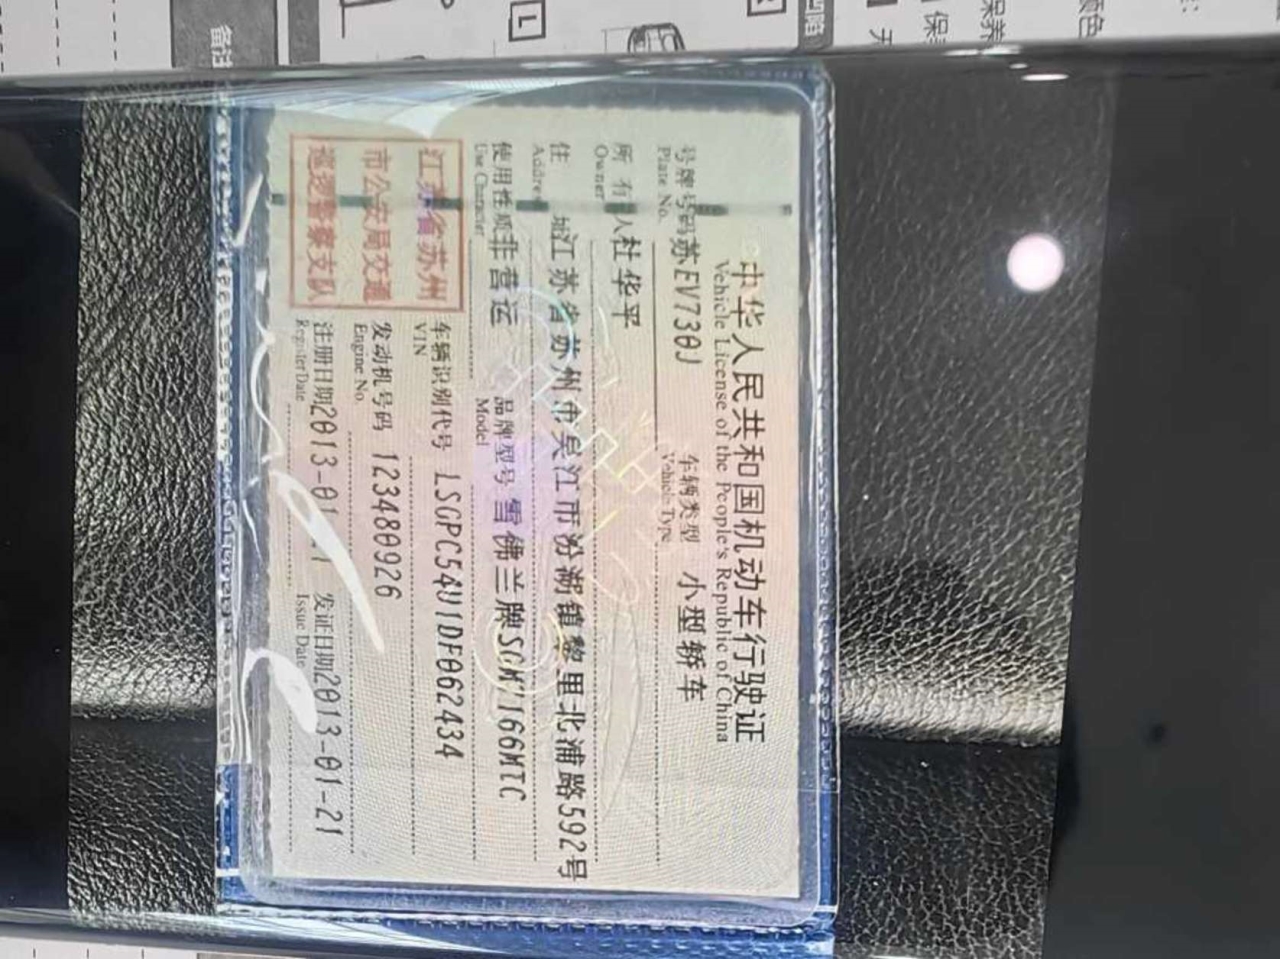 中华人民共和国机动车行驶证
Vehicle License of the People's Republic of China
号牌号码 苏EV730J 车辆类型 小型轿车
Plate No. Vehicle Type
所有人 杜华平
Owner
住址 江苏省苏州市吴江市汾湖镇黎里北浦路592号
Address
使用性质 非营运 品牌型号 雪佛兰牌SGM7166MTC
Use Character Model
江苏省苏州
市公安局交通
巡逻警察支队
车辆识别代号 LSGPC54U1DF062434
VIN
发动机号码 123480926
Engine No.
注册日期 2013-01- 发证日期 2013-01-21
Register Date Issue Date
L
凹陷
保养
颜色